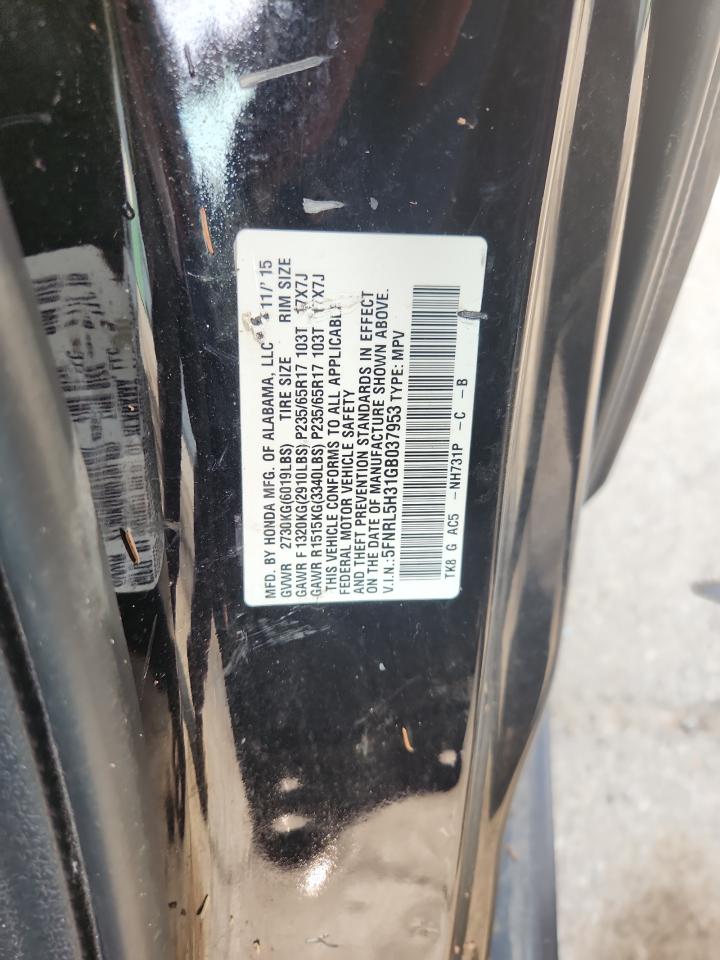 MFD. BY HONDA MFG. OF ALABAMA, LLC 11/' 15
GVWR 2730KG(6019LBS) TIRE SIZE RIM SIZE
GAWR F 1320KG(2910LBS) P235/65R17 103T 17X7J
GAWR R1515KG(3340LBS) P235/65R17 103T 17X7J
THIS VEHICLE CONFORMS TO ALL APPLICABLE
FEDERAL MOTOR VEHICLE SAFETY
AND THEFT PREVENTION STANDARDS IN EFFECT
ON THE DATE OF MANUFACTURE SHOWN ABOVE.
V.I.N.: 5FNRL5H31GB037953 TYPE: MPV
TK8 G AC5 -NH731P -C -B